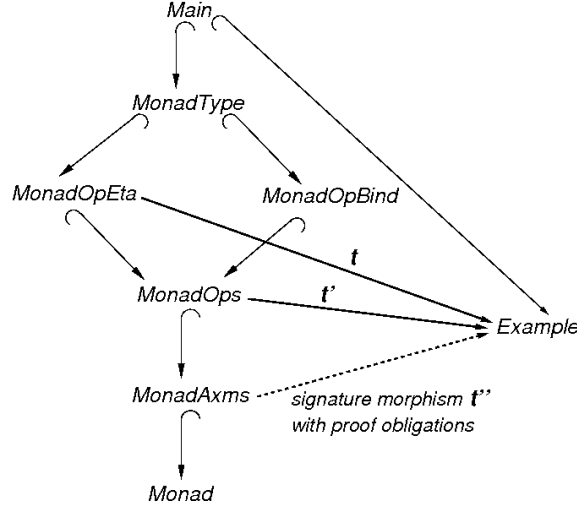 Main
MonadType
MonadOpEta
MonadOpBind
t
MonadOps
t'
Example
MonadAxms
signature morphism t''
with proof obligations
Monad